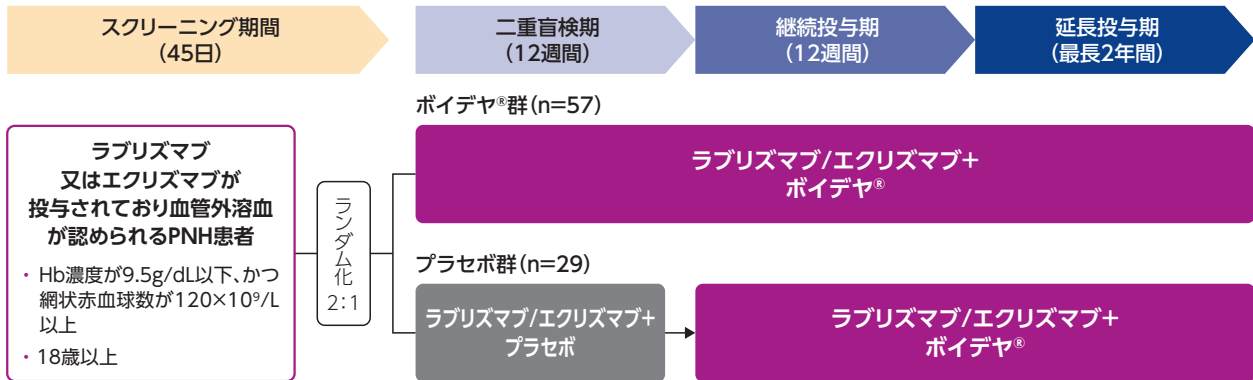 スクリーニング期間
(45日)
二重盲検期
(12週間)
継続投与期
(12週間)
延長投与期
(最長2年間)
ボイデヤ®群(n=57)
ラブリズマブ
又はエクリズマブが
投与されており血管外溶血
が認められるPNH患者
・Hb濃度が9.5g/dL以下、かつ
網状赤血球数が120×10⁹/L
以上
・18歳以上
ランダム化
2:1
ラブリズマブ/エクリズマブ+
ボイデヤ®
プラセボ群(n=29)
ラブリズマブ/エクリズマブ+
プラセボ
ラブリズマブ/エクリズマブ+
ボイデヤ®